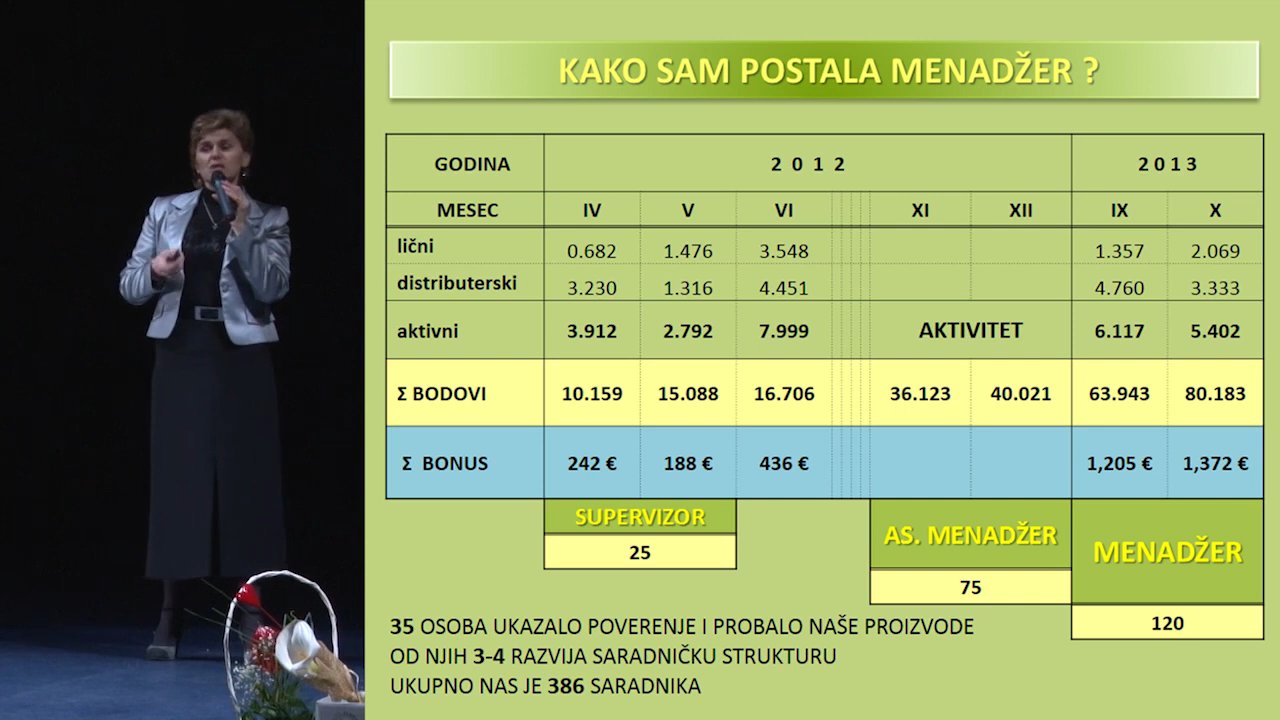 KAKO SAM POSTALA MENADŽER ?
GODINA 2 0 1 2 2 0 1 3
MESEC IV V VI XI XII IX X
lični 0.682 1.476 3.548 1.357 2.069
distributerski 3.230 1.316 4.451 4.760 3.333
aktivni 3.912 2.792 7.999 AKTIVITET 6.117 5.402
Σ BODOVI 10.159 15.088 16.706 36.123 40.021 63.943 80.183
Σ BONUS 242 € 188 € 436 € 1,205 € 1,372 €
SUPERVIZOR AS. MENADŽER MENADŽER
25 75 120
35 OSOBA UKAZALO POVERENJE I PROBALO NAŠE PROIZVODE
OD NJIH 3-4 RAZVIJA SARADNIČKU STRUKTURU
UKUPNO NAS JE 386 SARADNIKA